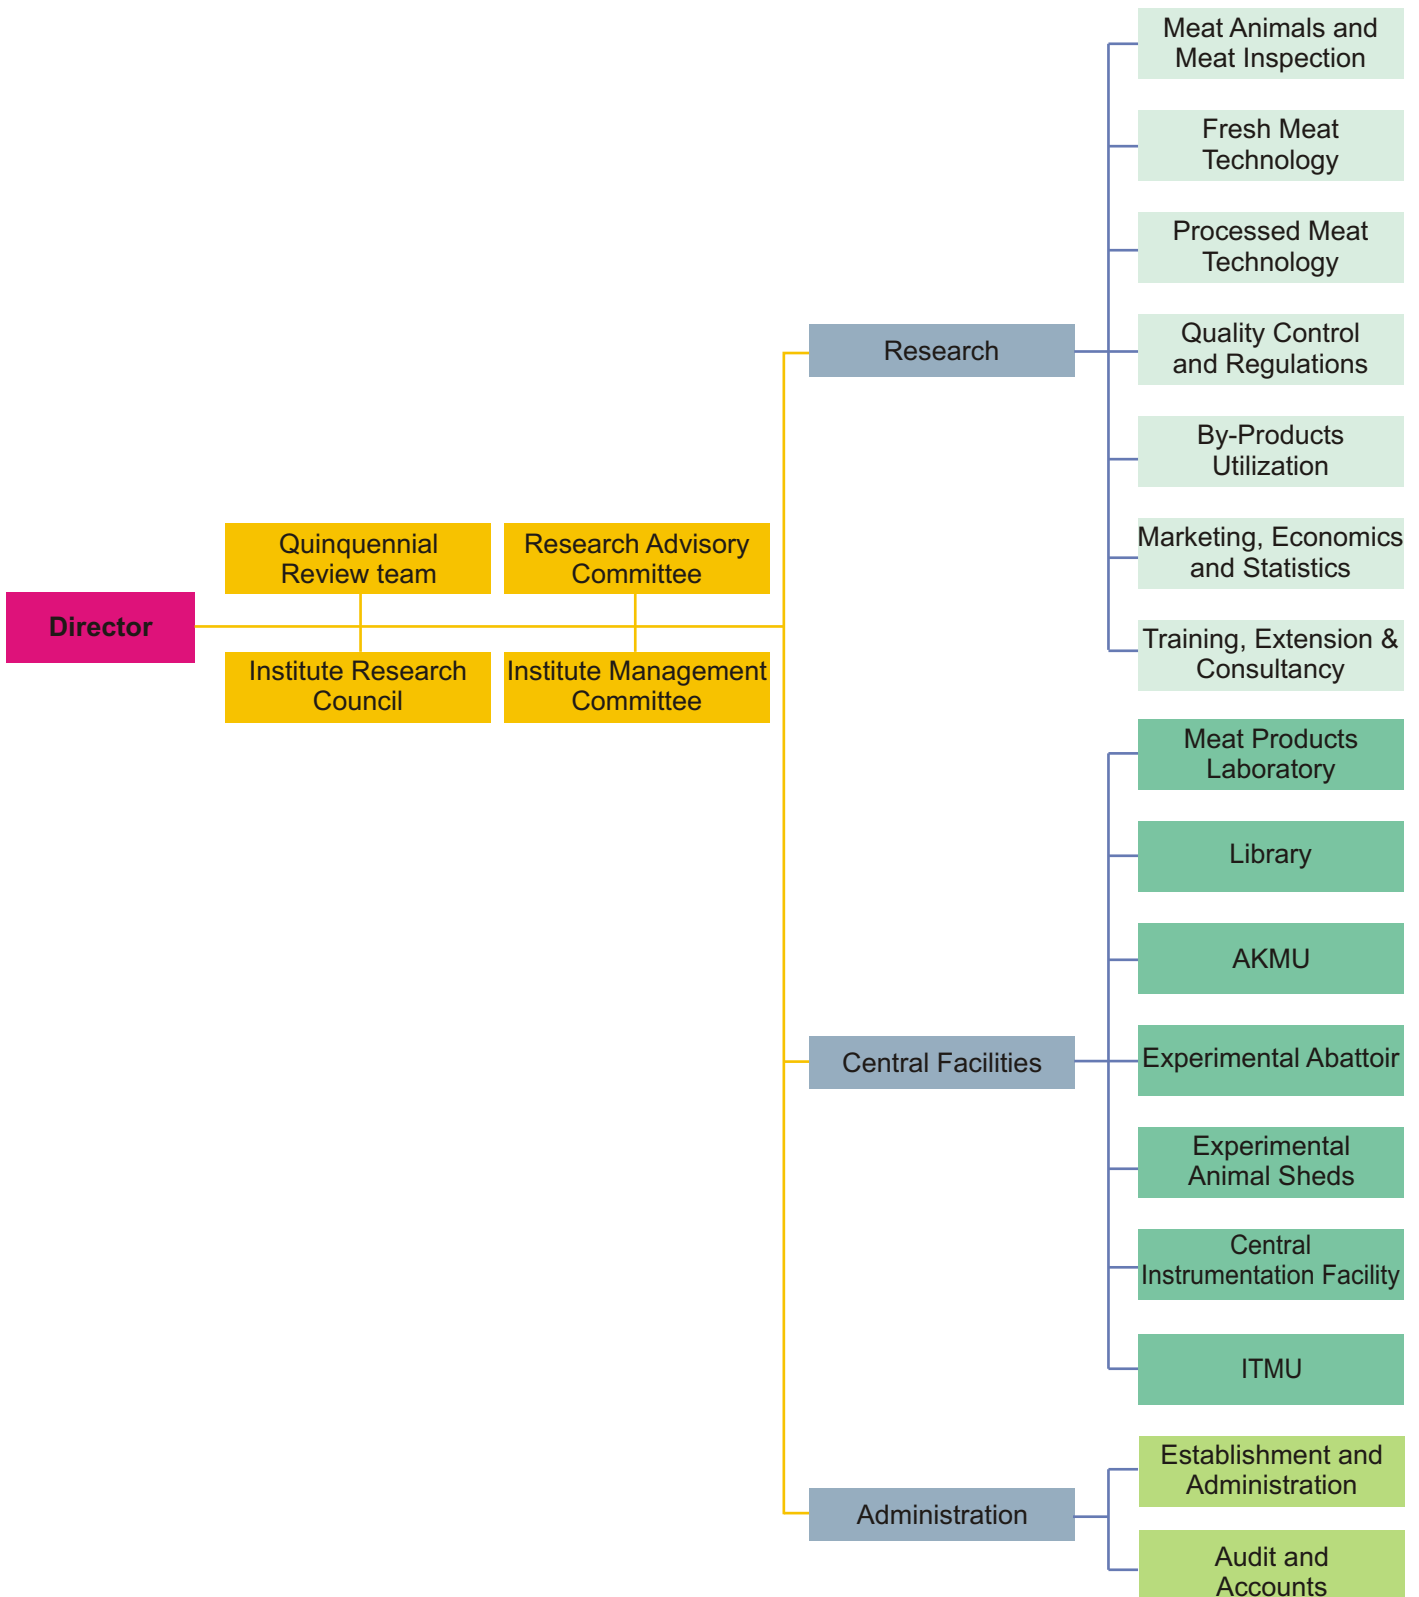 Director
Quinquennial
Review team
Research Advisory
Committee
Institute Research
Council
Institute Management
Committee
Research
Meat Animals and
Meat Inspection
Fresh Meat
Technology
Processed Meat
Technology
Quality Control
and Regulations
By-Products
Utilization
Marketing, Economics
and Statistics
Training, Extension &
Consultancy
Central Facilities
Meat Products
Laboratory
Library
AKMU
Experimental Abattoir
Experimental
Animal Sheds
Central
Instrumentation Facility
ITMU
Administration
Establishment and
Administration
Audit and
Accounts